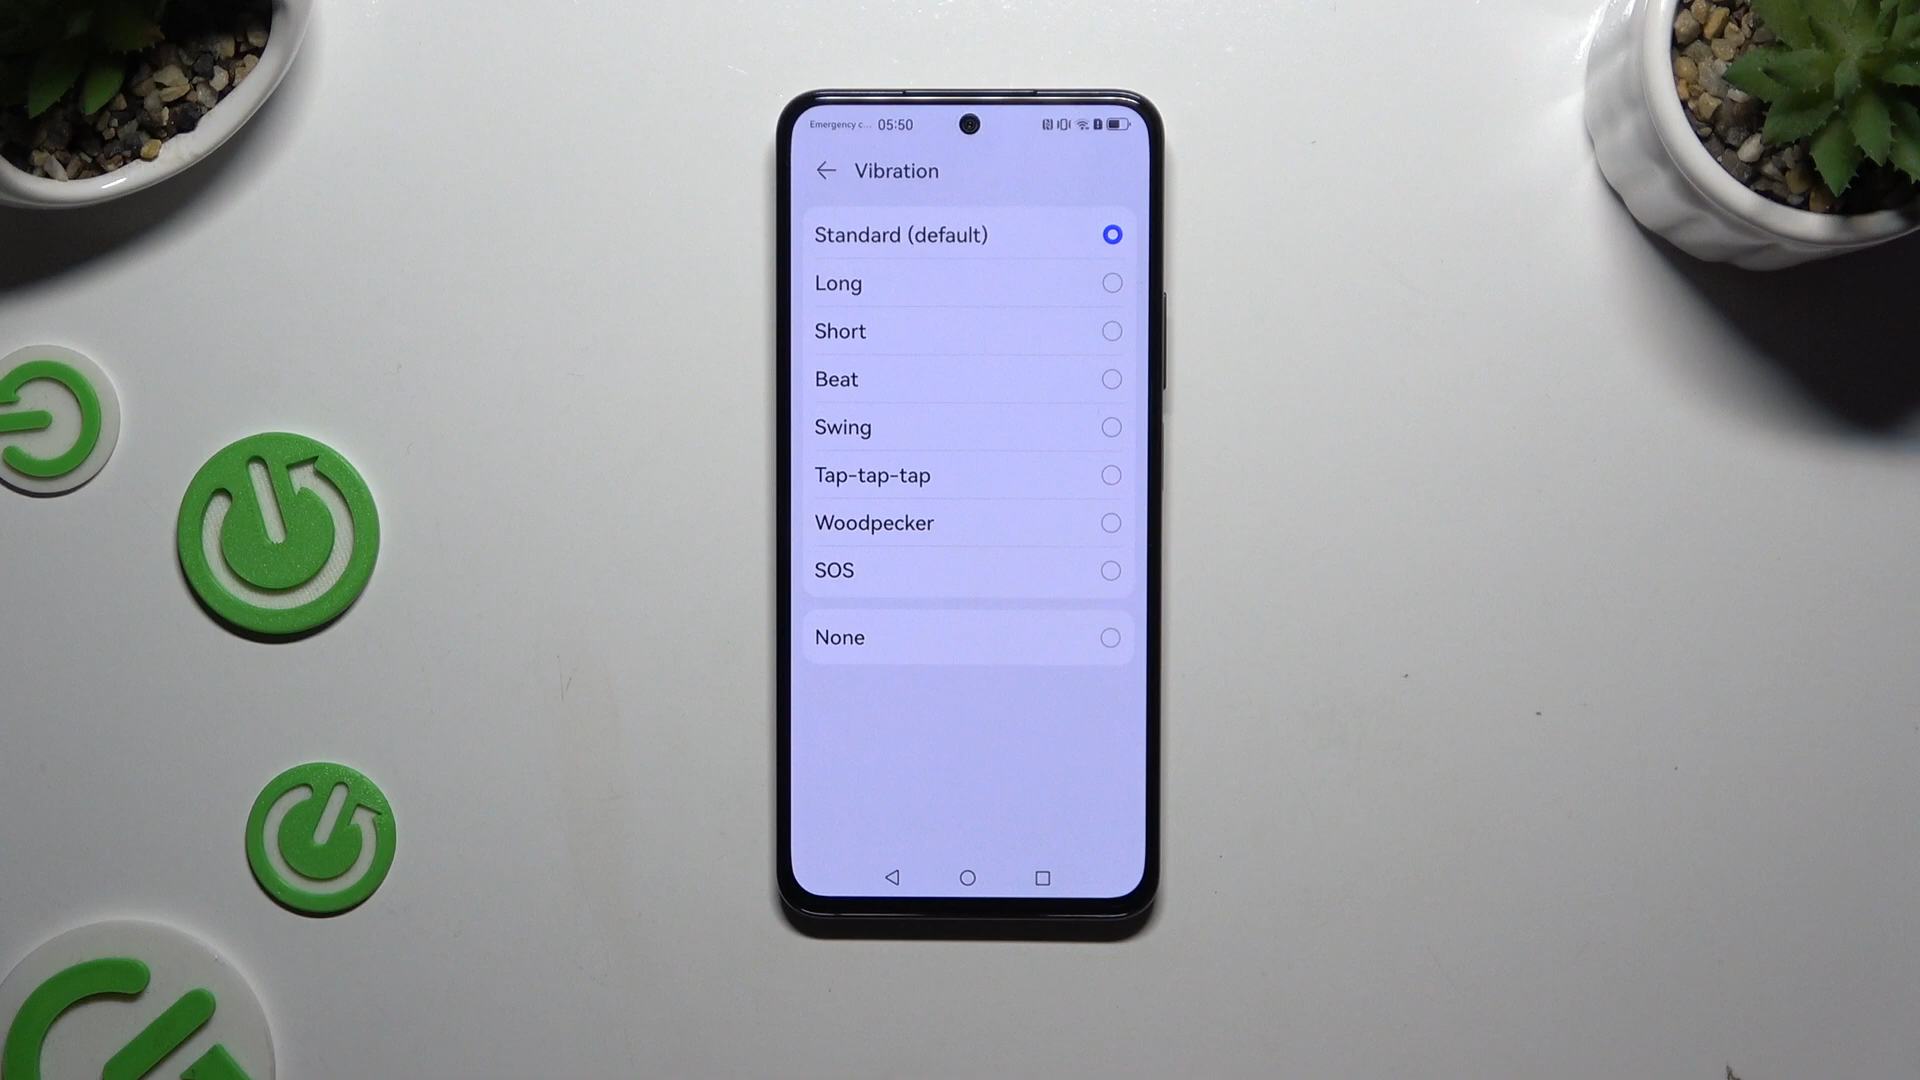 Emergency c... 05:50
Vibration
Standard (default)
Long
Short
Beat
Swing
Tap-tap-tap
Woodpecker
SOS
None